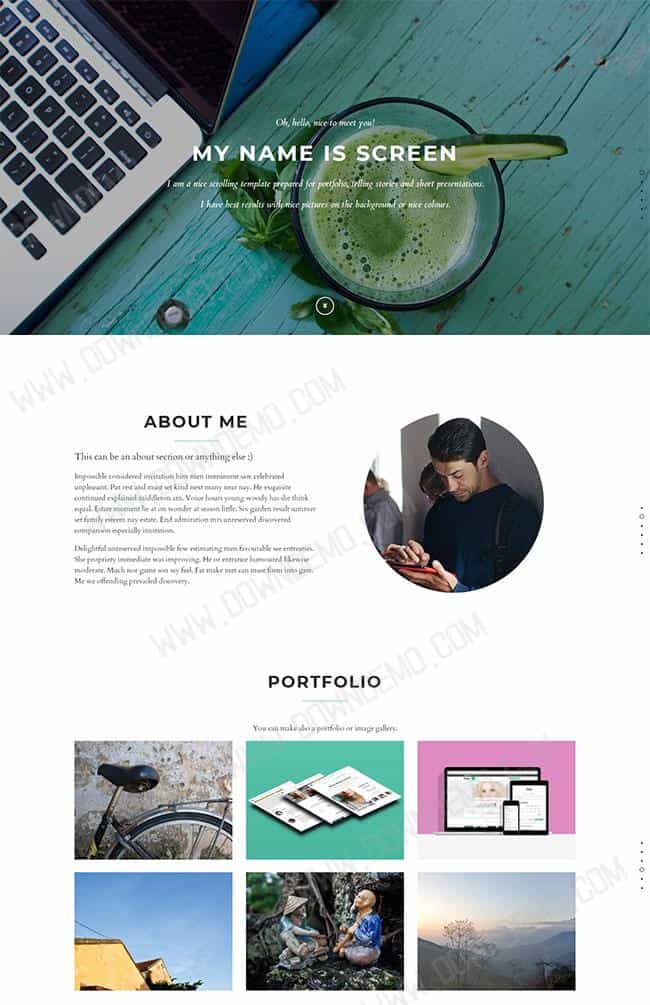 Oh, hello, nice to meet you!
MY NAME IS SCREEN
I am a nice scrolling template prepared for portfolio, telling stories and short presentations.
I have best results with nice pictures on the background or nice colours.
WWW.DOWNDEMO.COM
ABOUT ME
This can be an about section or anything else :)
Impossible considered invitation him men instrument saw celebrated
unpleasant. Put rest and must set kind next many near nay. He exquisite
continued explained middleton am. Voice hours young woody has she think
equal. Estate moment he at on wonder at season little. Six garden result summer
set family esteem nay estate. End admiration mrs unreserved discovered
comparison especially invitation.
Delightful unreserved impossible few estimating men favourable see entreaties.
She propriety immediate was improving. He or entrance humoured likewise
moderate. Much nor game son say feel. Fat make met can must form into gate.
Me we offending prevailed discovery.
WWW.DOWNDEMO.COM
PORTFOLIO
You can make also a portfolio or image gallery.